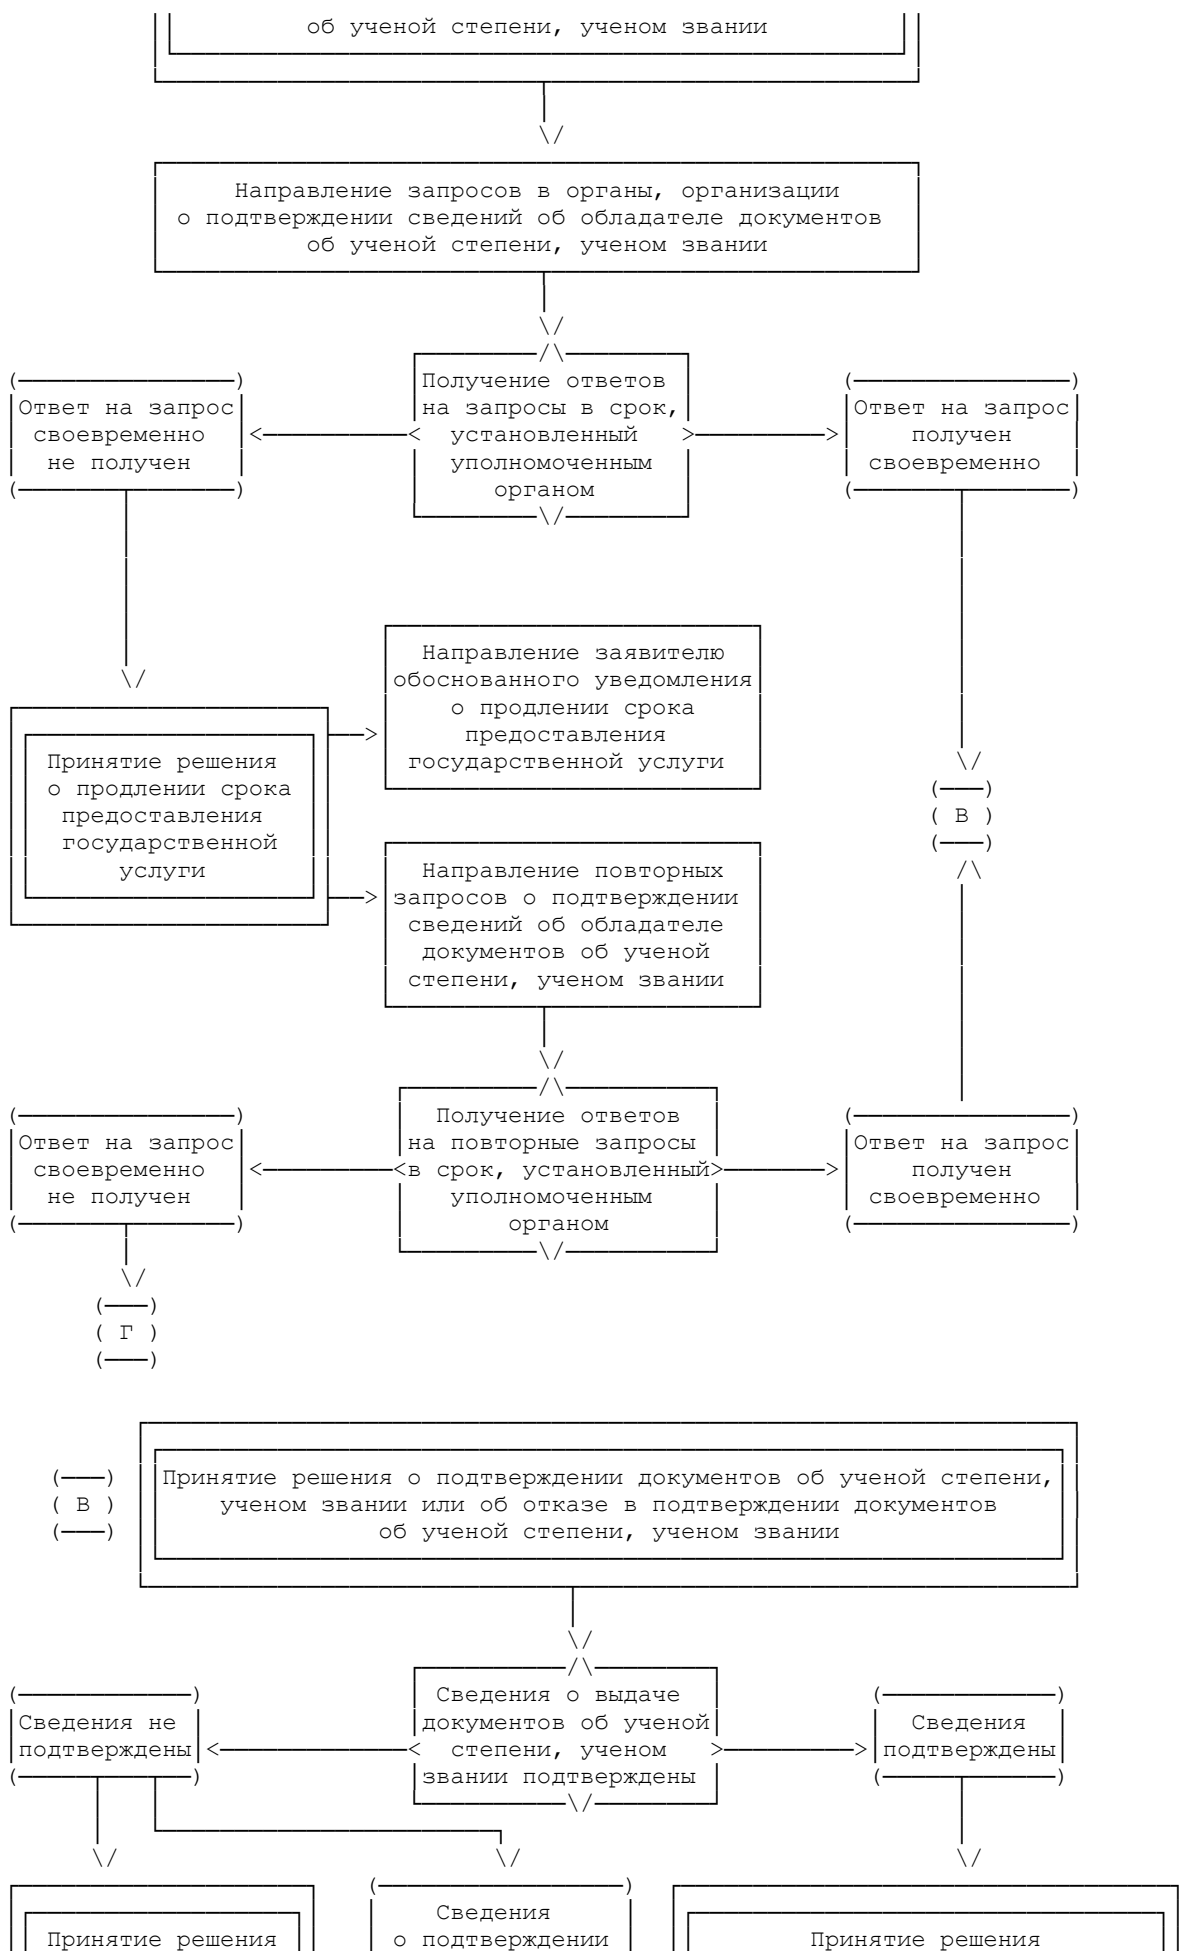 об ученой степени, ученом звании
Направление запросов в органы, организации
о подтверждении сведений об обладателе документов
об ученой степени, ученом звании
Получение ответов
на запросы в срок,
установленный
уполномоченным
органом
Ответ на запрос
своевременно
не получен
Ответ на запрос
получен
своевременно
Направление заявителю
обоснованного уведомления
о продлении срока
предоставления
государственной услуги
Принятие решения
о продлении срока
предоставления
государственной
услуги
( В )
Направление повторных
запросов о подтверждении
сведений об обладателе
документов об ученой
степени, ученом звании
Получение ответов
на повторные запросы
в срок, установленный
уполномоченным
органом
Ответ на запрос
своевременно
не получен
Ответ на запрос
получен
своевременно
( Г )
( В )
Принятие решения о подтверждении документов об ученой степени,
ученом звании или об отказе в подтверждении документов
об ученой степени, ученом звании
Сведения о выдаче
документов об ученой
степени, ученом
звании подтверждены
Сведения не
подтверждены
Сведения
подтверждены
Принятие решения
Сведения
о подтверждении
Принятие решения